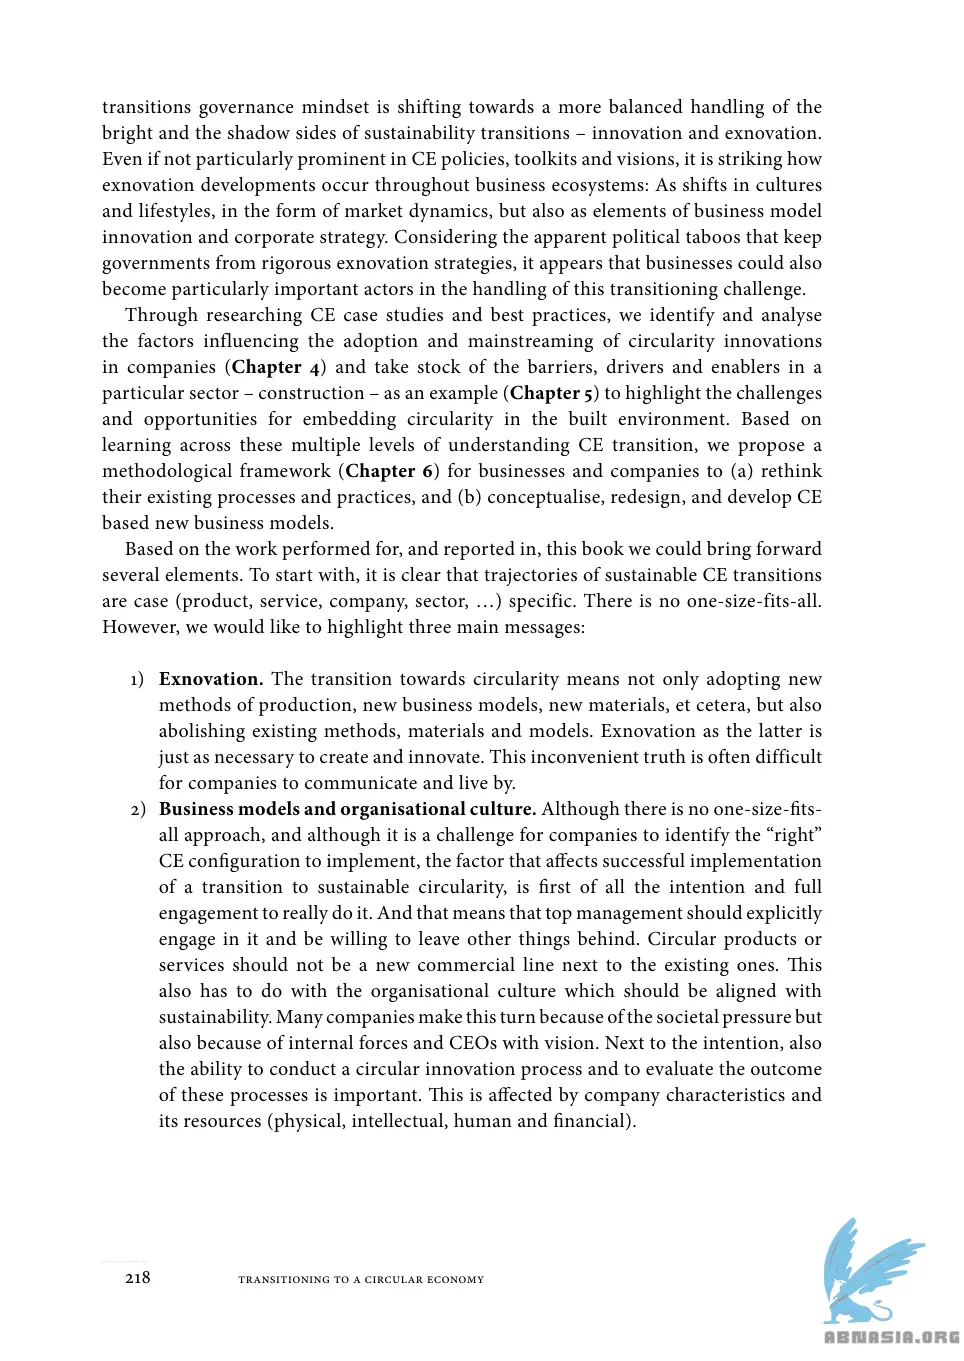 transitions governance mindset is shifting towards a more balanced handling of the
bright and the shadow sides of sustainability transitions – innovation and exnovation.
Even if not particularly prominent in CE policies, toolkits and visions, it is striking how
exnovation developments occur throughout business ecosystems: As shifts in cultures
and lifestyles, in the form of market dynamics, but also as elements of business model
innovation and corporate strategy. Considering the apparent political taboos that keep
governments from rigorous exnovation strategies, it appears that businesses could also
become particularly important actors in the handling of this transitioning challenge.
Through researching CE case studies and best practices, we identify and analyse
the factors influencing the adoption and mainstreaming of circularity innovations
in companies (Chapter 4) and take stock of the barriers, drivers and enablers in a
particular sector – construction – as an example (Chapter 5) to highlight the challenges
and opportunities for embedding circularity in the built environment. Based on
learning across these multiple levels of understanding CE transition, we propose a
methodological framework (Chapter 6) for businesses and companies to (a) rethink
their existing processes and practices, and (b) conceptualise, redesign, and develop CE
based new business models.
Based on the work performed for, and reported in, this book we could bring forward
several elements. To start with, it is clear that trajectories of sustainable CE transitions
are case (product, service, company, sector, …) specific. There is no one-size-fits-all.
However, we would like to highlight three main messages:
1) Exnovation. The transition towards circularity means not only adopting new
methods of production, new business models, new materials, et cetera, but also
abolishing existing methods, materials and models. Exnovation as the latter is
just as necessary to create and innovate. This inconvenient truth is often difficult
for companies to communicate and live by.
2) Business models and organisational culture. Although there is no one-size-fits-
all approach, and although it is a challenge for companies to identify the “right”
CE configuration to implement, the factor that affects successful implementation
of a transition to sustainable circularity, is first of all the intention and full
engagement to really do it. And that means that top management should explicitly
engage in it and be willing to leave other things behind. Circular products or
services should not be a new commercial line next to the existing ones. This
also has to do with the organisational culture which should be aligned with
sustainability. Many companies make this turn because of the societal pressure but
also because of internal forces and CEOs with vision. Next to the intention, also
the ability to conduct a circular innovation process and to evaluate the outcome
of these processes is important. This is affected by company characteristics and
its resources (physical, intellectual, human and financial).
218 TRANSITIONING TO A CIRCULAR ECONOMY
ABNASIA.ORG